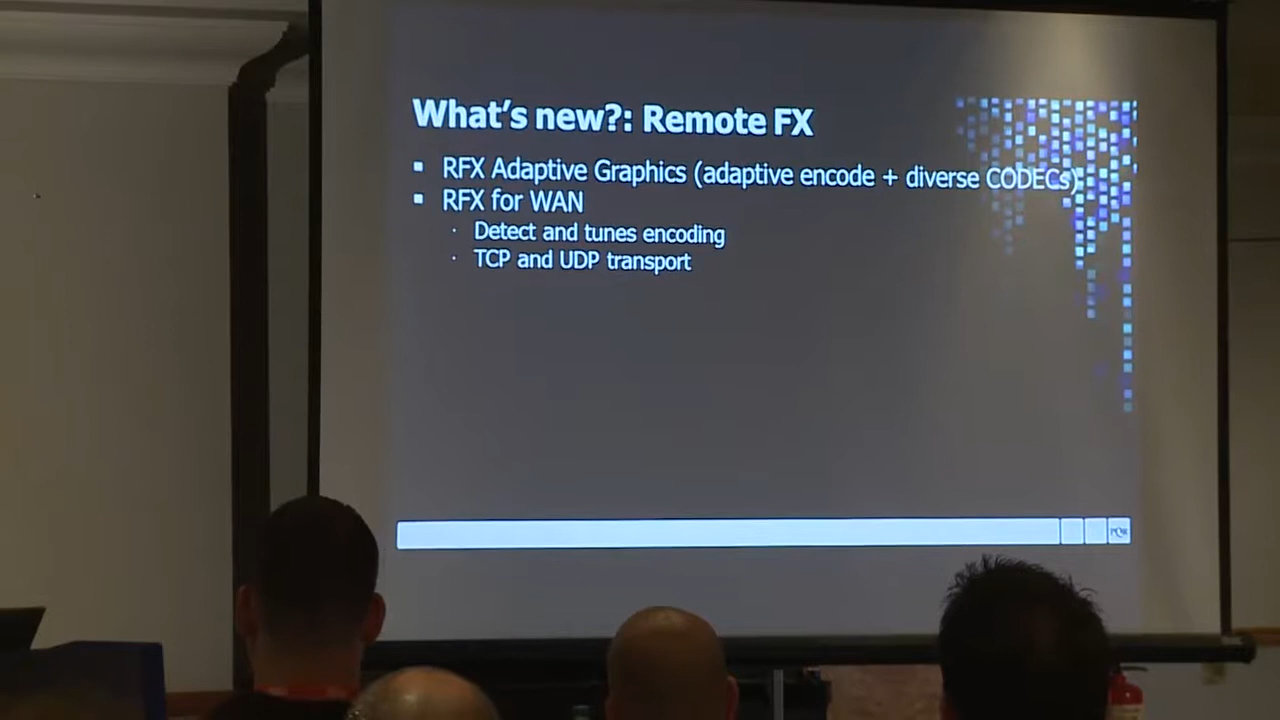 What's new?: Remote FX
RFX Adaptive Graphics (adaptive encode + diverse CODECs)
RFX for WAN
Detect and tunes encoding
TCP and UDP transport